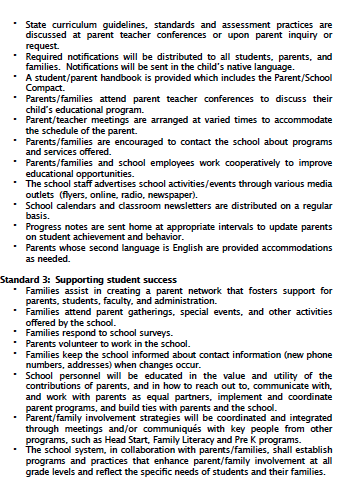 • State curriculum guidelines, standards and assessment practices are
discussed at parent teacher conferences or upon parent inquiry or
request.
• Required notifications will be distributed to all students, parents, and
families. Notifications will be sent in the child's native language.
• A student/parent handbook is provided which includes the Parent/School
Compact.
• Parents/families attend parent teacher conferences to discuss their
child's educational program.
• Parent/teacher meetings are arranged at varied times to accommodate
the schedule of the parent.
• Parents/families are encouraged to contact the school about programs
and services offered.
• Parents/families and school employees work cooperatively to improve
educational opportunities.
• The school staff advertises school activities/events through various media
outlets (flyers, online, radio, newspaper).
• School calendars and classroom newsletters are distributed on a regular
basis.
• Progress notes are sent home at appropriate intervals to update parents
on student achievement and behavior.
• Parents whose second language is English are provided accommodations
as needed.
Standard 3: Supporting student success
• Families assist in creating a parent network that fosters support for
parents, students, faculty, and administration.
• Families attend parent gatherings, special events, and other activities
offered by the school.
• Families respond to school surveys.
• Parents volunteer to work in the school.
• Families keep the school informed about contact information (new phone
numbers, addresses) when changes occur.
• School personnel will be educated in the value and utility of the
contributions of parents, and in how to reach out to, communicate with,
and work with parents as equal partners, implement and coordinate
parent programs, and build ties with parents and the school.
• Parent/family involvement strategies will be coordinated and integrated
through meetings and/or communiqués with key people from other
programs, such as Head Start, Family Literacy and Pre K programs.
• The school system, in collaboration with parents/families, shall establish
programs and practices that enhance parent/family involvement at all
grade levels and reflect the specific needs of students and their families.